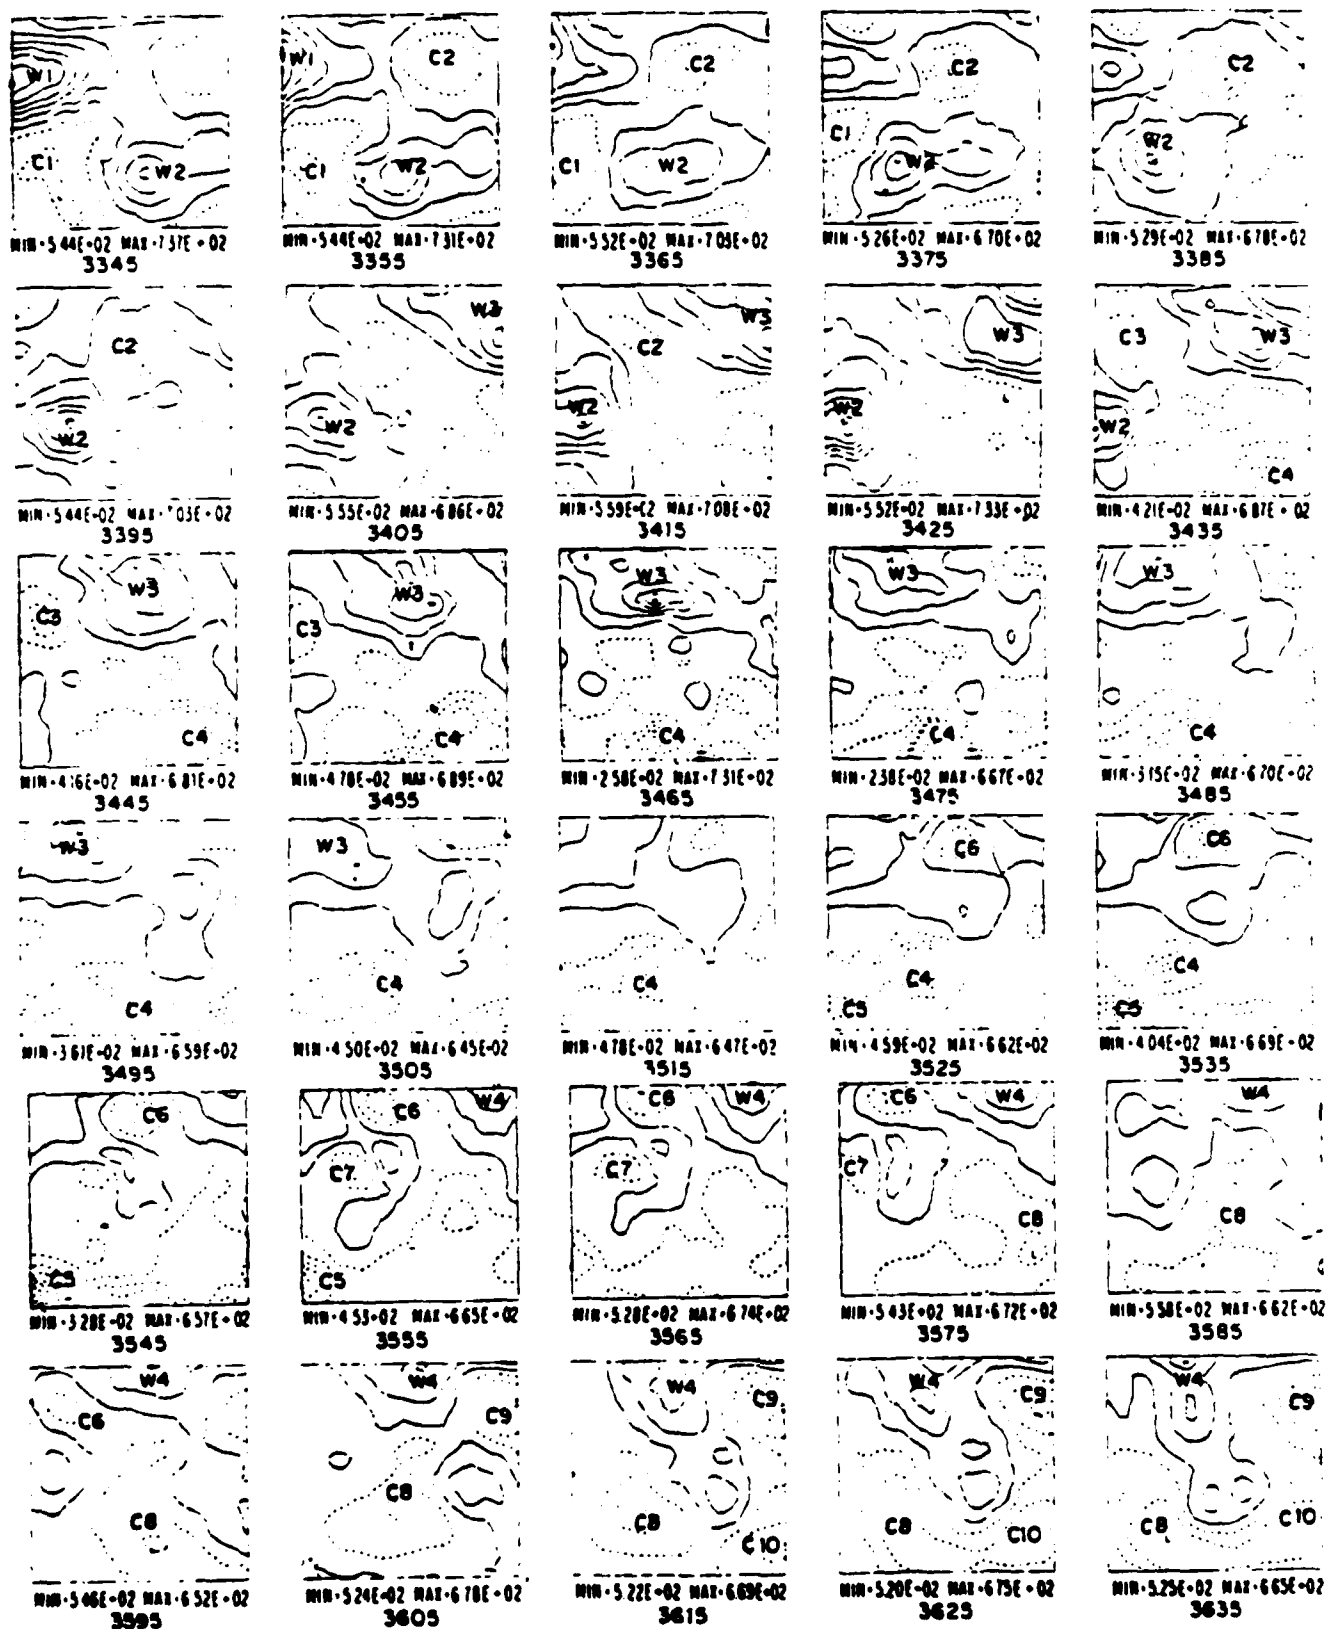 W1 C2 C2 C2
W1 C2
C1 C1 C1 C1 W2
W2 W2 W2 W2
MIN·5.44E+02 MAX·7.37E+02 MIN·5.44E+02 MAX·7.31E+02 MIN·5.52E+02 MAX·7.05E+02 MIN·5.26E+02 MAX·6.70E+02 MIN·5.29E+02 MAX·6.78E+02
3345 3355 3365 3375 3385
C2 W3 C2 W3 W3 C3 W3
W2 W2 W2 W2 W2
C4
MIN·5.44E+02 MAX· 03E+02 MIN·5.55E+02 MAX·6.86E+02 MIN·5.59E+02 MAX·7.08E+02 MIN·5.52E+02 MAX·7.33E+02 MIN·4.21E+02 MAX·6.87E+02
3395 3405 3415 3425 3435
W3 W3 W3 W3 W3
C3 C3
C4 C4 C4 C4 C4
MIN·4.16E+02 MAX·6.81E+02 MIN·4.78E+02 MAX·6.89E+02 MIN·2.58E+02 MAX·7.31E+02 MIN·2.38E+02 MAX·6.67E+02 MIN·3.15E+02 MAX·6.70E+02
3445 3455 3465 3475 3485
W3 W3 C6 C6
C4 C4 C4 C4 C4
C5 C5
MIN·3.61E+02 MAX·6.59E+02 MIN·4.50E+02 MAX·6.45E+02 MIN·4.78E+02 MAX·6.47E+02 MIN·4.59E+02 MAX·6.62E+02 MIN·4.04E+02 MAX·6.69E+02
3495 3505 3515 3525 3535
C6 C6 W4 C6 W4 C6 W4 W4
C7 C7 C7
C8 C8
C5 C5
MIN·3.28E+02 MAX·6.57E+02 MIN·4.53E+02 MAX·6.65E+02 MIN·5.28E+02 MAX·6.74E+02 MIN·5.43E+02 MAX·6.72E+02 MIN·5.58E+02 MAX·6.62E+02
3545 3555 3565 3575 3585
W4 W4 W4 W4 W4
C6 C9 C9 C9 C9
C8 C8 C8 C8 C8
C10 C10 C10
MIN·5.06E+02 MAX·6.52E+02 MIN·5.24E+02 MAX·6.78E+02 MIN·5.22E+02 MAX·6.69E+02 MIN·5.20E+02 MAX·6.75E+02 MIN·5.25E+02 MAX·6.65E+02
3595 3605 3615 3625 3635